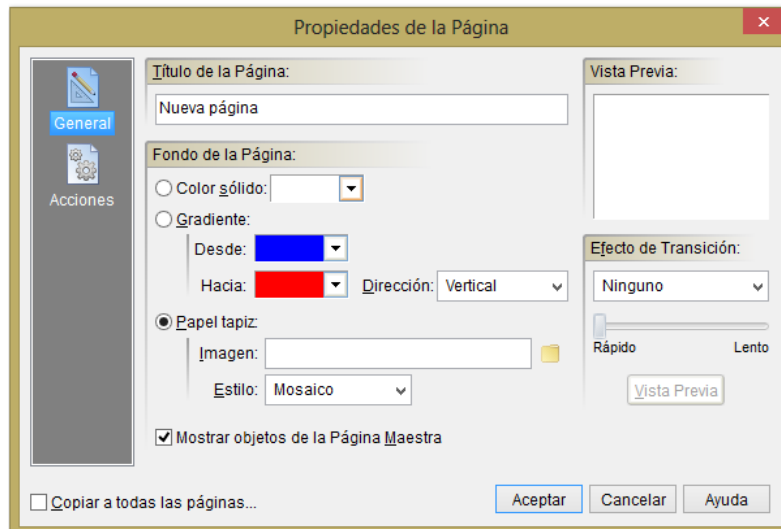 Propiedades de la Página
General
Acciones
Título de la Página:
Nueva página
Fondo de la Página:
Color sólido:
Gradiente:
Desde:
Hacia:
Dirección: Vertical
Papel tapiz:
Imagen:
Estilo: Mosaico
Mostrar objetos de la Página Maestra
Vista Previa:
Efecto de Transición:
Ninguno
Rápido Lento
Vista Previa
Copiar a todas las páginas...
Aceptar Cancelar Ayuda